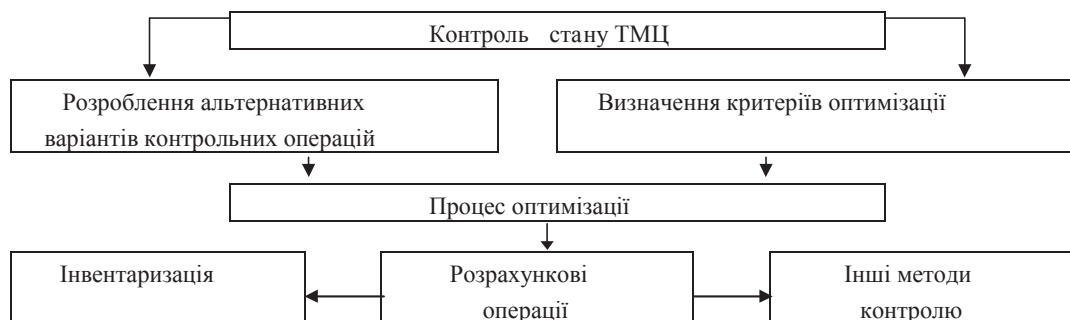 Контроль стану ТМЦ
Розроблення альтернативних
варіантів контрольних операцій
Визначення критеріїв оптимізації
Процес оптимізації
Інвентаризація
Розрахункові
операції
Інші методи
контролю